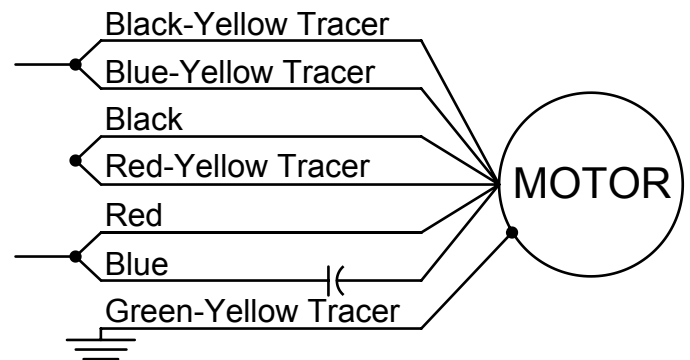 Black-Yellow Tracer
Blue-Yellow Tracer
Black
Red-Yellow Tracer
MOTOR
Red
Blue
Green-Yellow Tracer